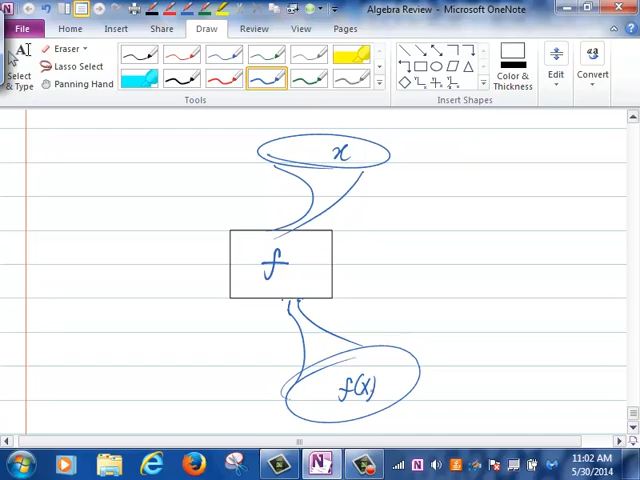 Algebra Review - Microsoft OneNote
File Home Insert Share Draw Review View Pages
Select & Type
Eraser
Lasso Select
Panning Hand
Tools
Insert Shapes
Color & Thickness
Edit
Convert
x
f
f(x)
11:02 AM
5/30/2014